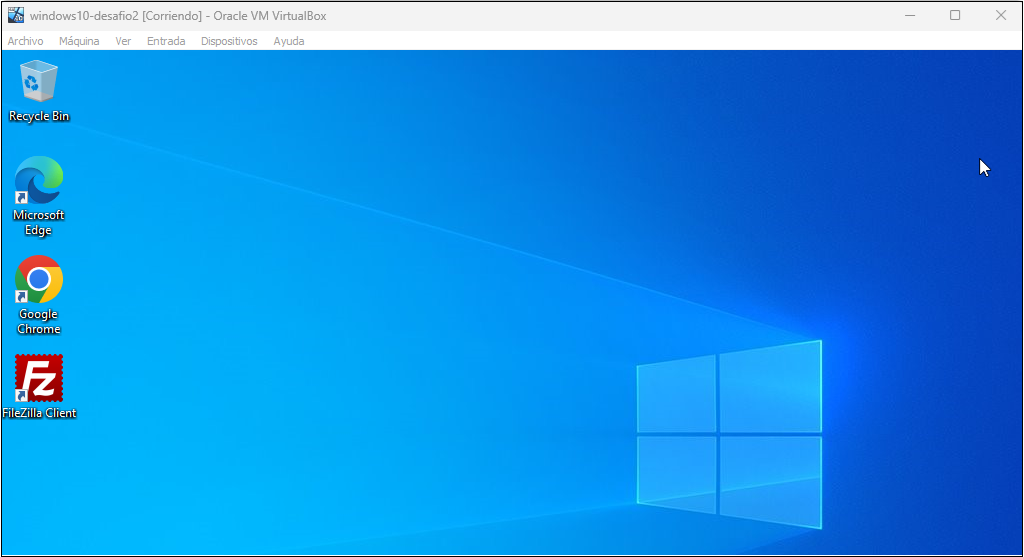 windows10-desafio2 [Corriendo] - Oracle VM VirtualBox
Archivo Máquina Ver Entrada Dispositivos Ayuda
Recycle Bin
Microsoft
Edge
Google
Chrome
Fz
FileZilla Client